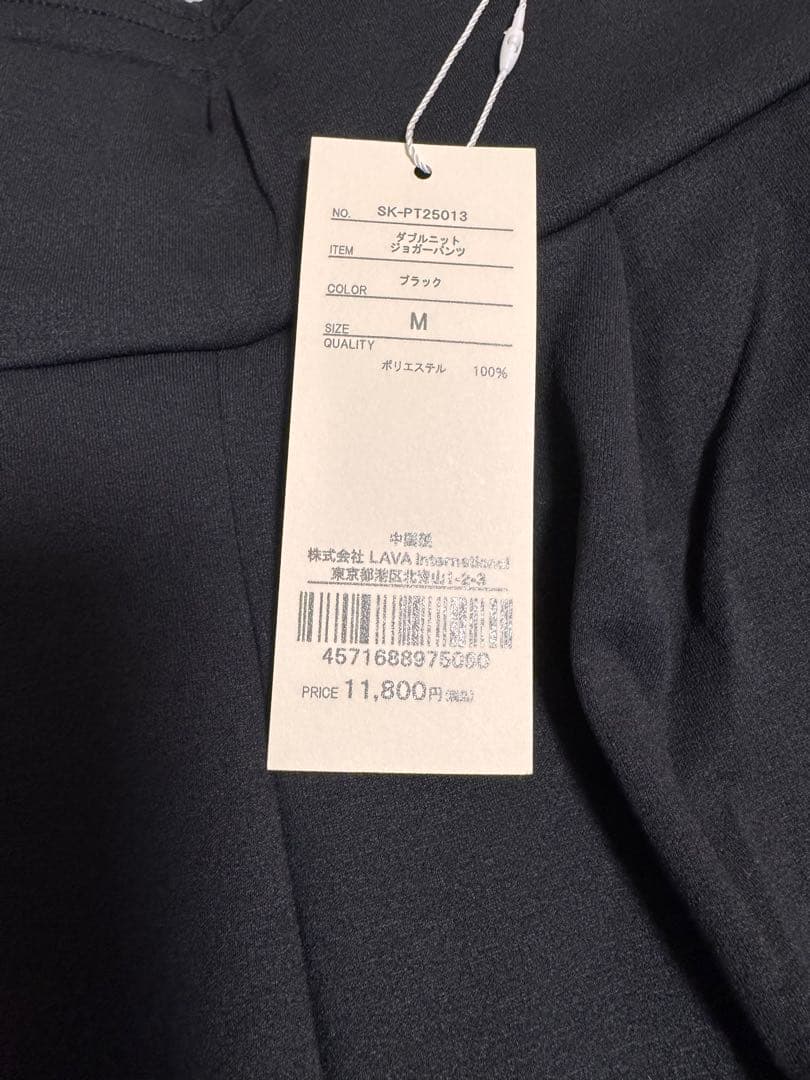 NO. SK-PT25013
ITEM ダブルニット
ジョガーパンツ
COLOR ブラック
SIZE M
QUALITY
ポリエステル 100%
中国製
株式会社 LAVA International
東京都港区北青山1-2-3
4571688975060
PRICE 11,800円